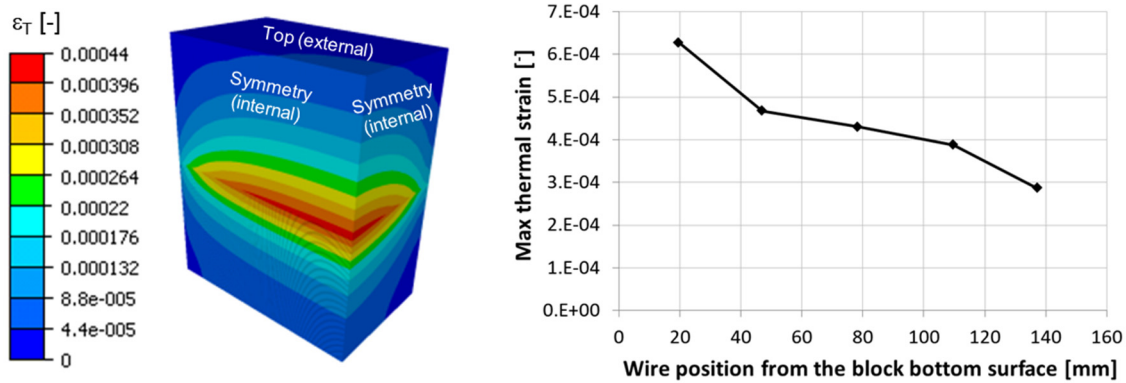 ε_T [-]
0.00044
0.000396
0.000352
0.000308
0.000264
0.00022
0.000176
0.000132
8.8e-005
4.4e-005
0
Top (external)
Symmetry
(internal)
Symmetry
(internal)
Max thermal strain [-]
7.E-04
6.E-04
5.E-04
4.E-04
3.E-04
2.E-04
1.E-04
0.E+00
0
20
40
60
80
100
120
140
160
Wire position from the block bottom surface [mm]